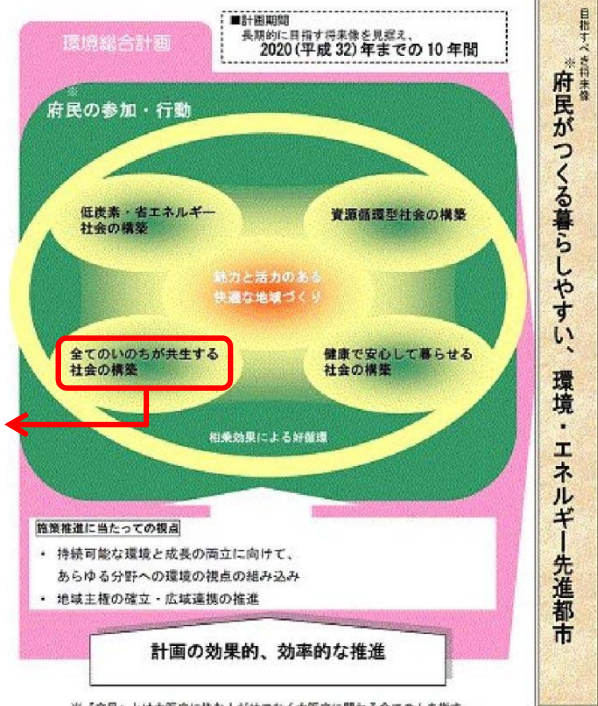 環境総合計画
■計画期間
長期的に目指す将来像を見据え、
2020(平成32)年までの10年間
※
府民の参加・行動
低炭素・省エネルギー
社会の構築
資源循環型社会の構築
魅力と活力のある
快適な地域づくり
全てのいのちが共生する
社会の構築
健康で安心して暮らせる
社会の構築
相乗効果による好循環
施策推進に当たっての視点
・ 持続可能な環境と成長の両立に向けて、
あらゆる分野への環境の視点の組み込み
・ 地域主権の確立・広域連携の推進
計画の効果的、効率的な推進
目指すべき将来像
※府民がつくる暮らしやすい、環境・エネルギー先進都市